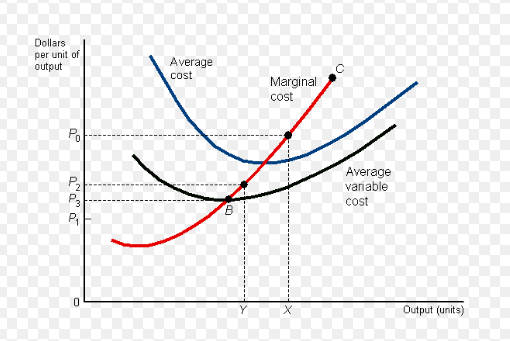 Dollars
per unit of
output
Average
cost
Marginal
cost
C
P0
P2
P3
B
P1
Average
variable
cost
0
Y
X
Output (units)